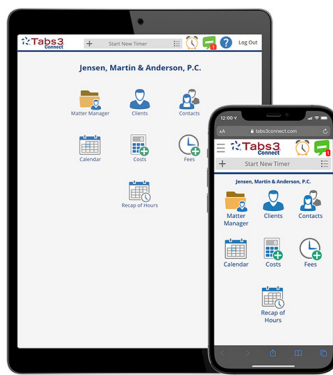 Tabs3
Connect
+ Start New Timer
?
Log Out
Jensen, Martin & Anderson, P.C.
Matter Manager
Clients
Contacts
Calendar
Costs
Fees
Recap of Hours
12:00
AA
tabs3connect.com
Tabs3
Connect
+ Start New Timer
Jensen, Martin & Anderson, P.C.
Matter
Manager
Clients
Contacts
Calendar
Costs
Fees
Recap of
Hours